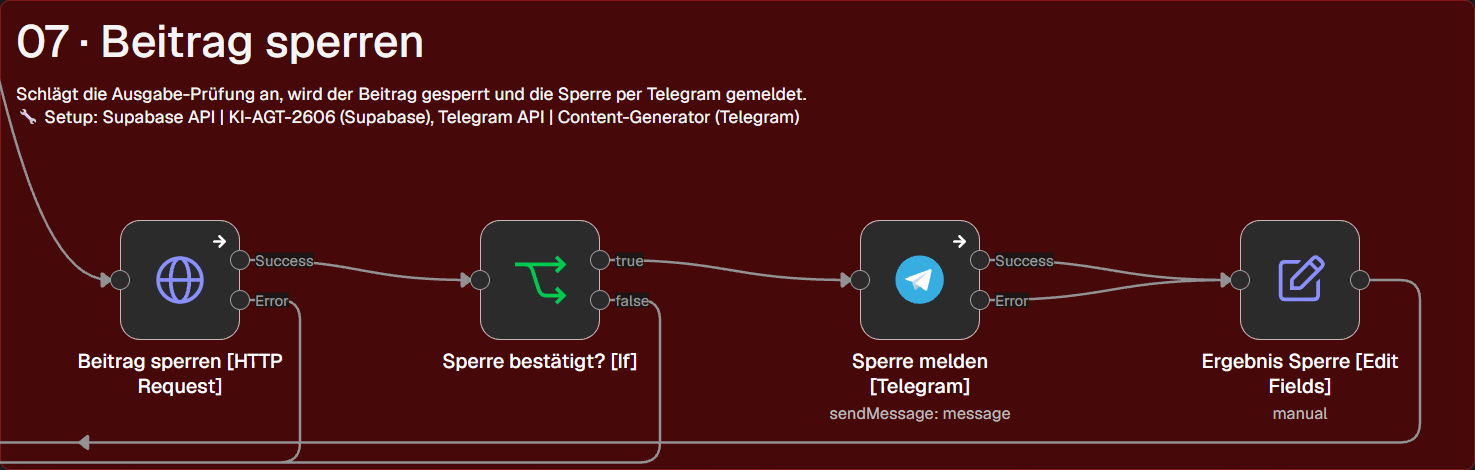 07 · Beitrag sperren
Schlägt die Ausgabe-Prüfung an, wird der Beitrag gesperrt und die Sperre per Telegram gemeldet.
🔧 Setup: Supabase API | KI-AGT-2606 (Supabase), Telegram API | Content-Generator (Telegram)
Success
Error
Beitrag sperren [HTTP
Request]
true
false
Sperre bestätigt? [If]
Success
Error
Sperre melden
[Telegram]
sendMessage: message
Ergebnis Sperre [Edit
Fields]
manual